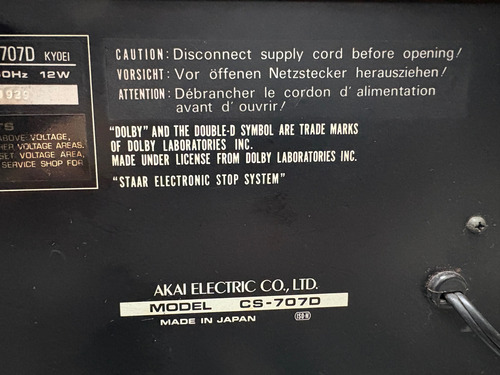 707D KYOEI
0Hz 12W
CAUTION: Disconnect supply cord before opening!
VORSICHT: Vor öffenen Netzstecker herausziehen!
ATTENTION: Débrancher le cordon d'alimentation
avant d'ouvrir!
TS
ABOVE VOLTAGE,
HER VOLTAGE AREAS.
SET VOLTAGE AREA,
SERVICE SHOP FOR
"DOLBY" AND THE DOUBLE-D SYMBOL ARE TRADE MARKS
OF DOLBY LABORATORIES INC.
MADE UNDER LICENSE FROM DOLBY LABORATORIES INC.
"STAAR ELECTRONIC STOP SYSTEM"
AKAI ELECTRIC CO., LTD.
MODEL CS-707D
MADE IN JAPAN